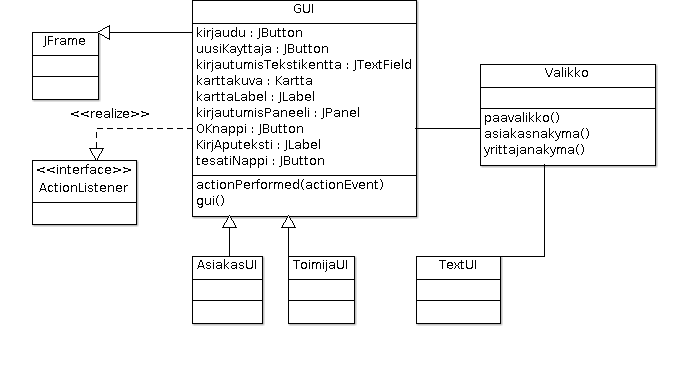 GUI
kirjaudu : JButton
uusiKayttaja : JButton
kirjautumisTekstikentta : JTextField
karttakuva : Kartta
karttaLabel : JLabel
kirjautumisPaneeli : JPanel
OKnappi : JButton
KirjAputeksti : JLabel
tesatiNappi : JButton
actionPerformed(actionEvent)
gui()
JFrame
<<realize>>
<<interface>>
ActionListener
Valikko
paavalikko()
asiakasnakyma()
yrittajanakyma()
AsiakasUI
ToimijaUI
TextUI